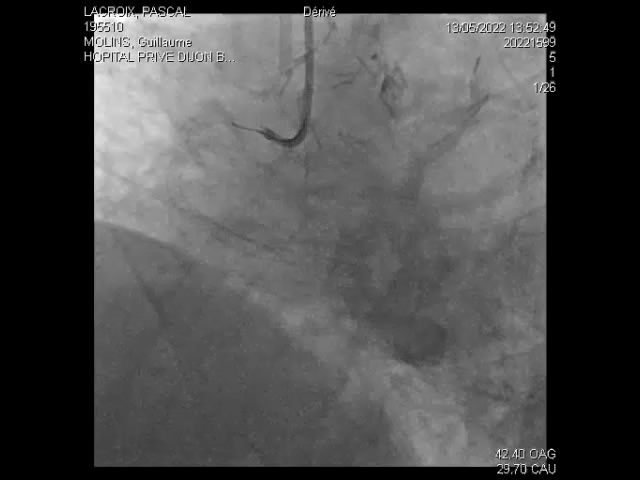 LACROIX, PASCAL
Dérivé
195510
13/05/2022 13:52:49
MOLINS, Guillaume
20221599
HOPITAL PRIVE DIJON B...
5
1
1/26
42.40 OAG
29.70 CAU